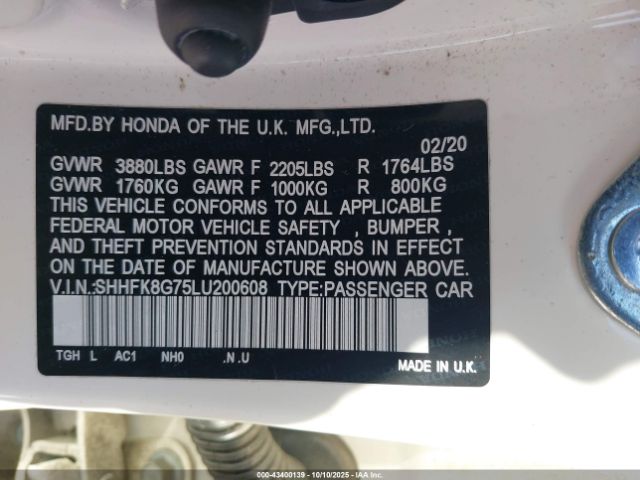 MFD.BY HONDA OF THE U.K. MFG.,LTD.
02/20
GVWR 3880LBS GAWR F 2205LBS R 1764LBS
GVWR 1760KG GAWR F 1000KG R 800KG
THIS VEHICLE CONFORMS TO ALL APPLICABLE
FEDERAL MOTOR VEHICLE SAFETY , BUMPER ,
AND THEFT PREVENTION STANDARDS IN EFFECT
ON THE DATE OF MANUFACTURE SHOWN ABOVE.
V.I.N.:SHHFK8G75LU200608 TYPE:PASSENGER CAR
TGH L AC1 NH0 .N.U
MADE IN U.K.
000-43400139 - 10/10/2025 - IAA Inc.